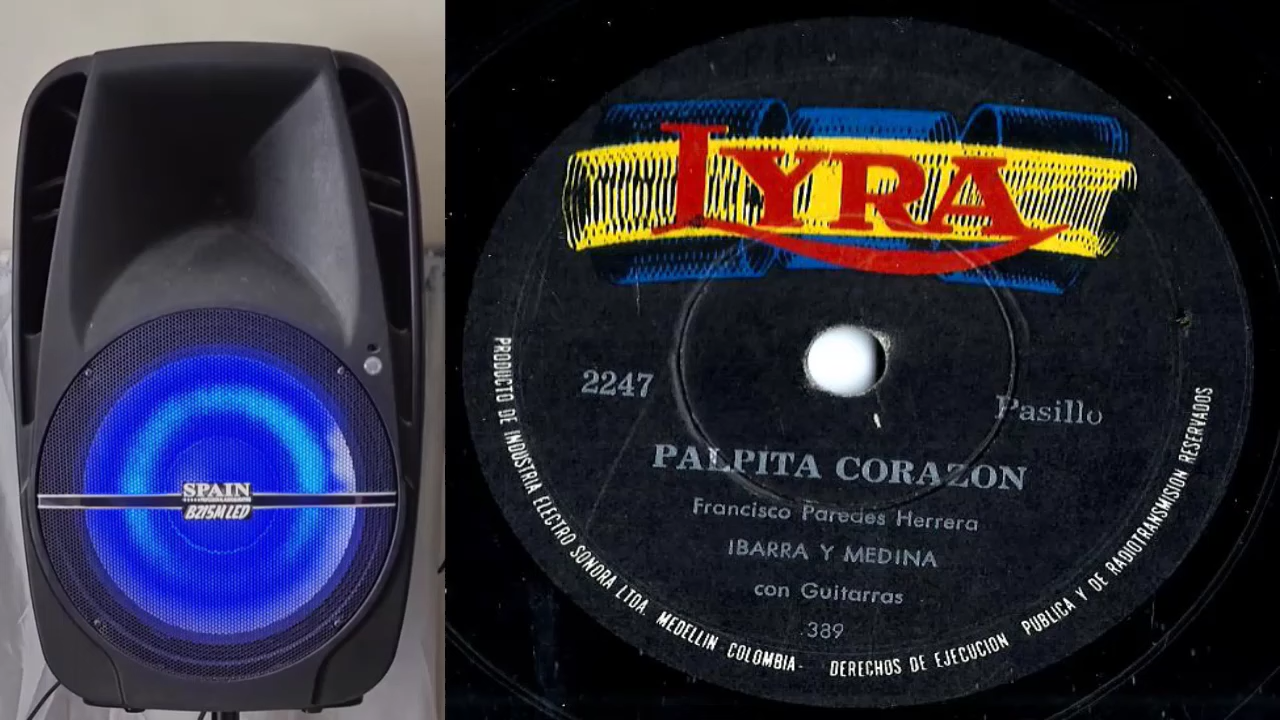 SPAIN
B215M LED
LYRA
2247
Pasillo
PALPITA CORAZON
Francisco Paredes Herrera
IBARRA Y MEDINA
con Guitarras
389
PRODUCTO DE INDUSTRIA ELECTRO SONORA LTDA. MEDELLIN COLOMBIA- DERECHOS DE EJECUCION PUBLICA Y DE RADIOTRANSMISION RESERVADOS